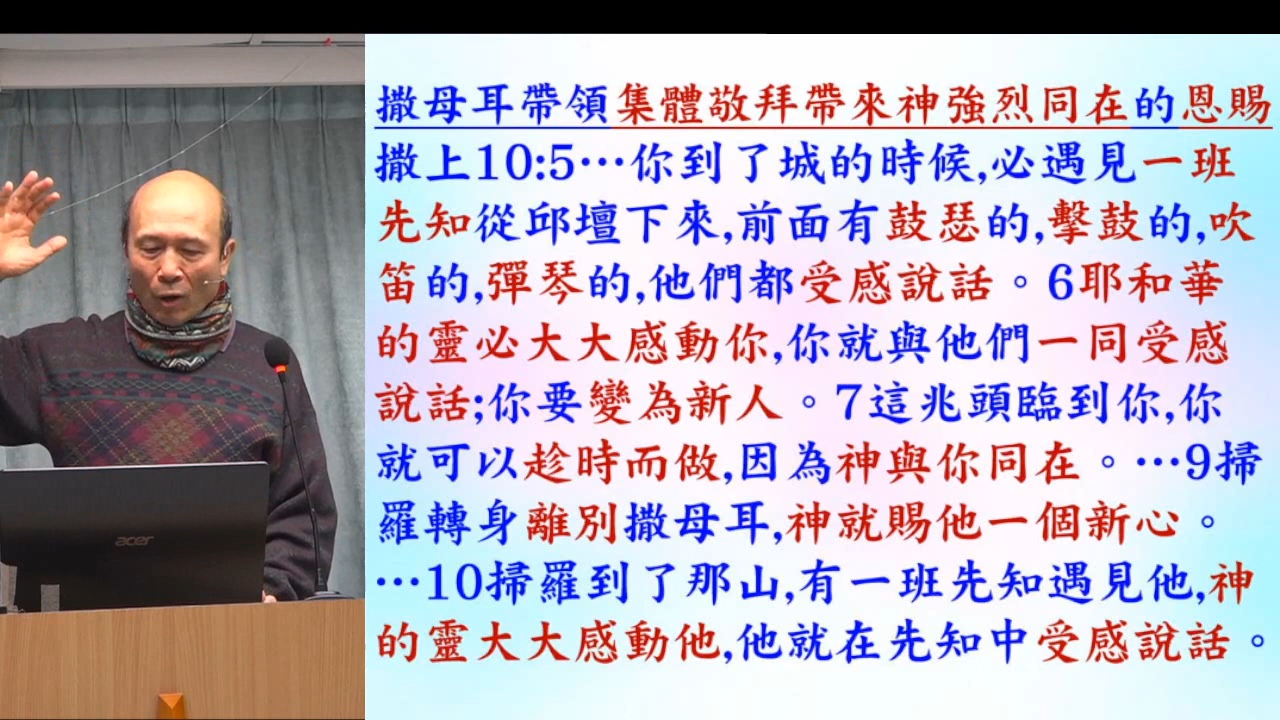 撒母耳帶領集體敬拜帶來神強烈同在的恩賜
撒上10:5…你到了城的時候,必遇見一班
先知從邱壇下來,前面有鼓瑟的,擊鼓的,吹
笛的,彈琴的,他們都受感說話。6耶和華
的靈必大大感動你,你就與他們一同受感
說話;你要變為新人。7這兆頭臨到你,你
就可以趁時而做,因為神與你同在。…9掃
羅轉身離別撒母耳,神就賜他一個新心。
…10掃羅到了那山,有一班先知遇見他,神
的靈大大感動他,他就在先知中受感說話。
acer